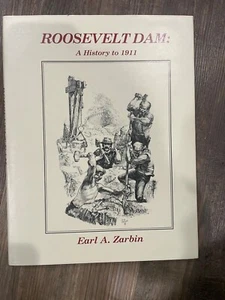 ROOSEVELT DAM:
A History to 1911
Earl A. Zarbin